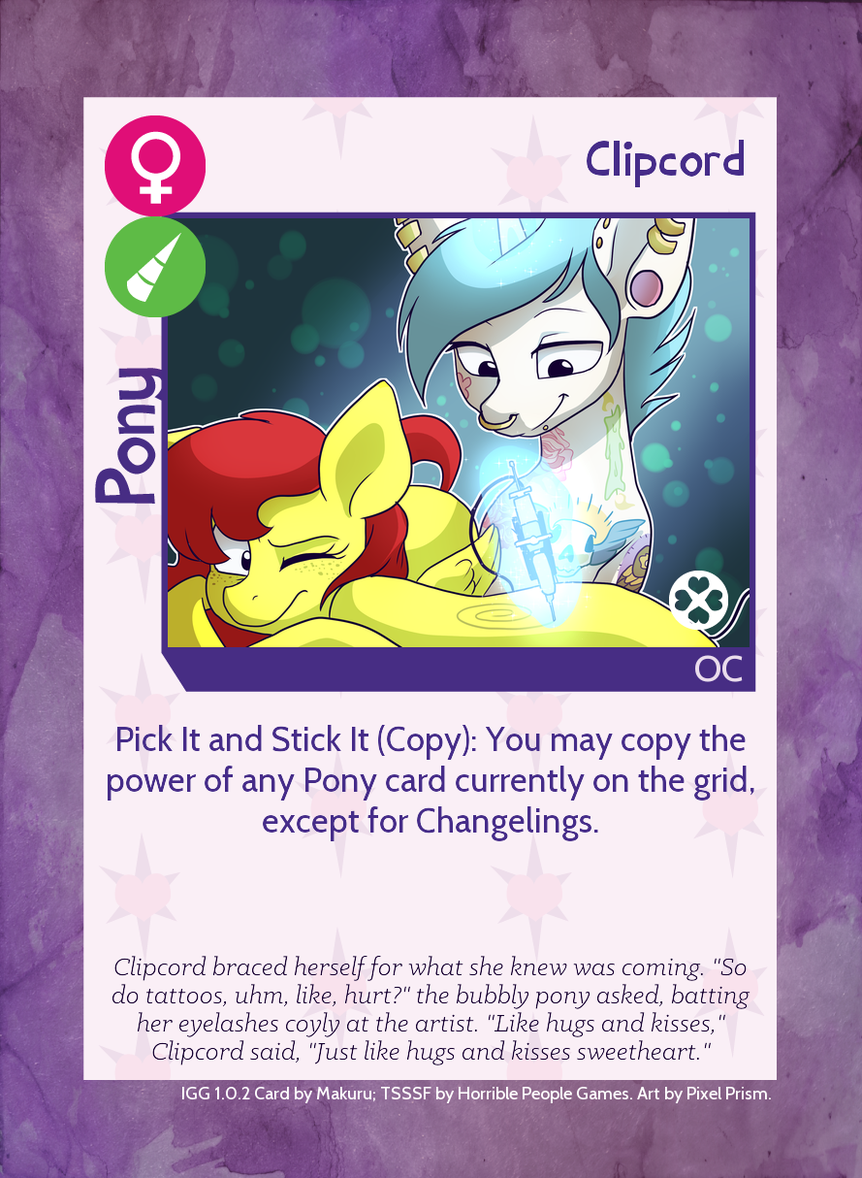 Clipcord
Pony
OC
Pick It and Stick It (Copy): You may copy the
power of any Pony card currently on the grid,
except for Changelings.
Clipcord braced herself for what she knew was coming. "So
do tattoos, uhm, like, hurt?" the bubbly pony asked, batting
her eyelashes coyly at the artist. "Like hugs and kisses,"
Clipcord said, "Just like hugs and kisses sweetheart."
IGG 1.0.2 Card by Makuru; TSSSF by Horrible People Games. Art by Pixel Prism.